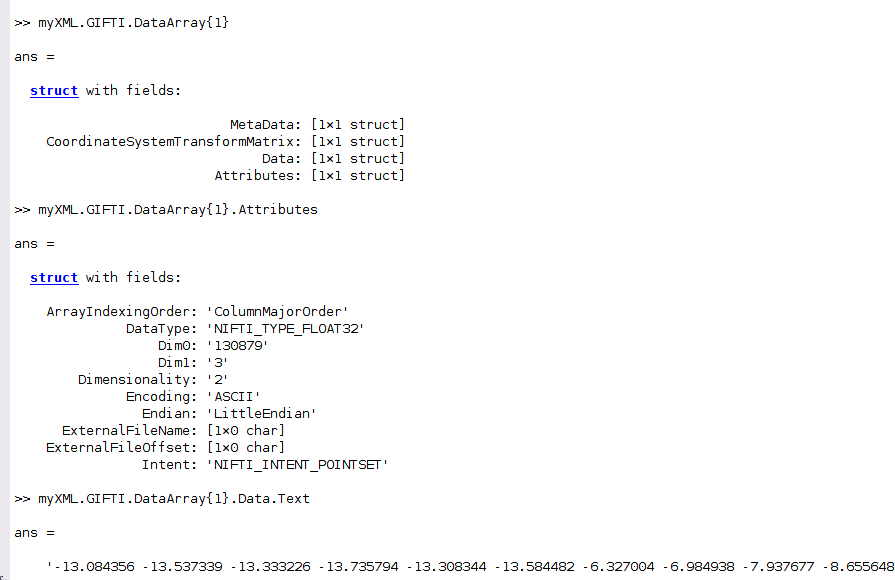 >> myXML.GIFTI.DataArray{1}
ans =
struct with fields:
MetaData: [1×1 struct]
CoordinateSystemTransformMatrix: [1×1 struct]
Data: [1×1 struct]
Attributes: [1×1 struct]
>> myXML.GIFTI.DataArray{1}.Attributes
ans =
struct with fields:
ArrayIndexingOrder: 'ColumnMajorOrder'
DataType: 'NIFTI_TYPE_FLOAT32'
Dim0: '130879'
Dim1: '3'
Dimensionality: '2'
Encoding: 'ASCII'
Endian: 'LittleEndian'
ExternalFileName: [1×0 char]
ExternalFileOffset: [1×0 char]
Intent: 'NIFTI_INTENT_POINTSET'
>> myXML.GIFTI.DataArray{1}.Data.Text
ans =
'-13.084356 -13.537339 -13.333226 -13.735794 -13.308344 -13.584482 -6.327004 -6.984938 -7.937677 -8.655648